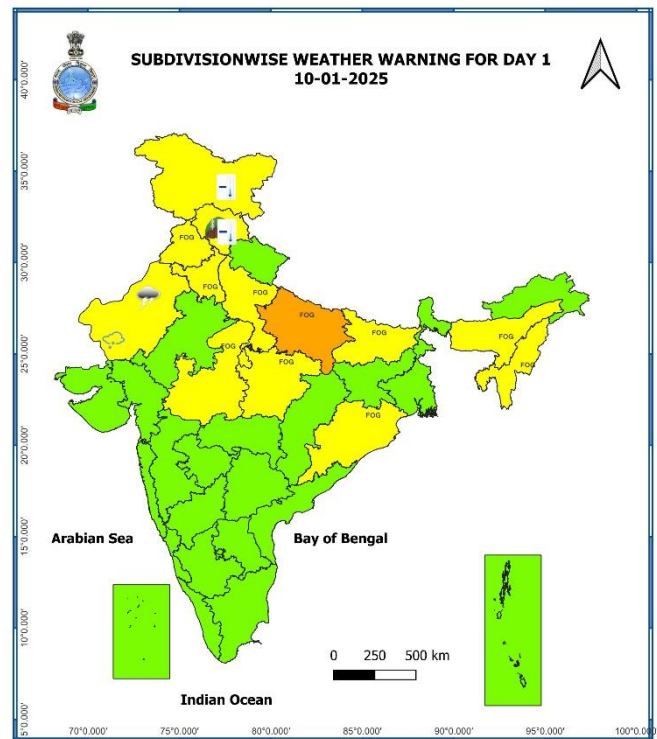 SUBDIVISIONWISE WEATHER WARNING FOR DAY 1
10-01-2025
40°0.000'
35°0.000'
30°0.000'
25°0.000'
20°0.000'
15°0.000'
10°0.000'
5°0.000'
FOG
FOG
FOG
FOG
FOG
FOG
FOG
FOG
FOG
FOG
Arabian Sea
Bay of Bengal
0 250 500 km
Indian Ocean
70°0.000' 75°0.000' 80°0.000' 85°0.000' 90°0.000' 95°0.000' 100°0.000'